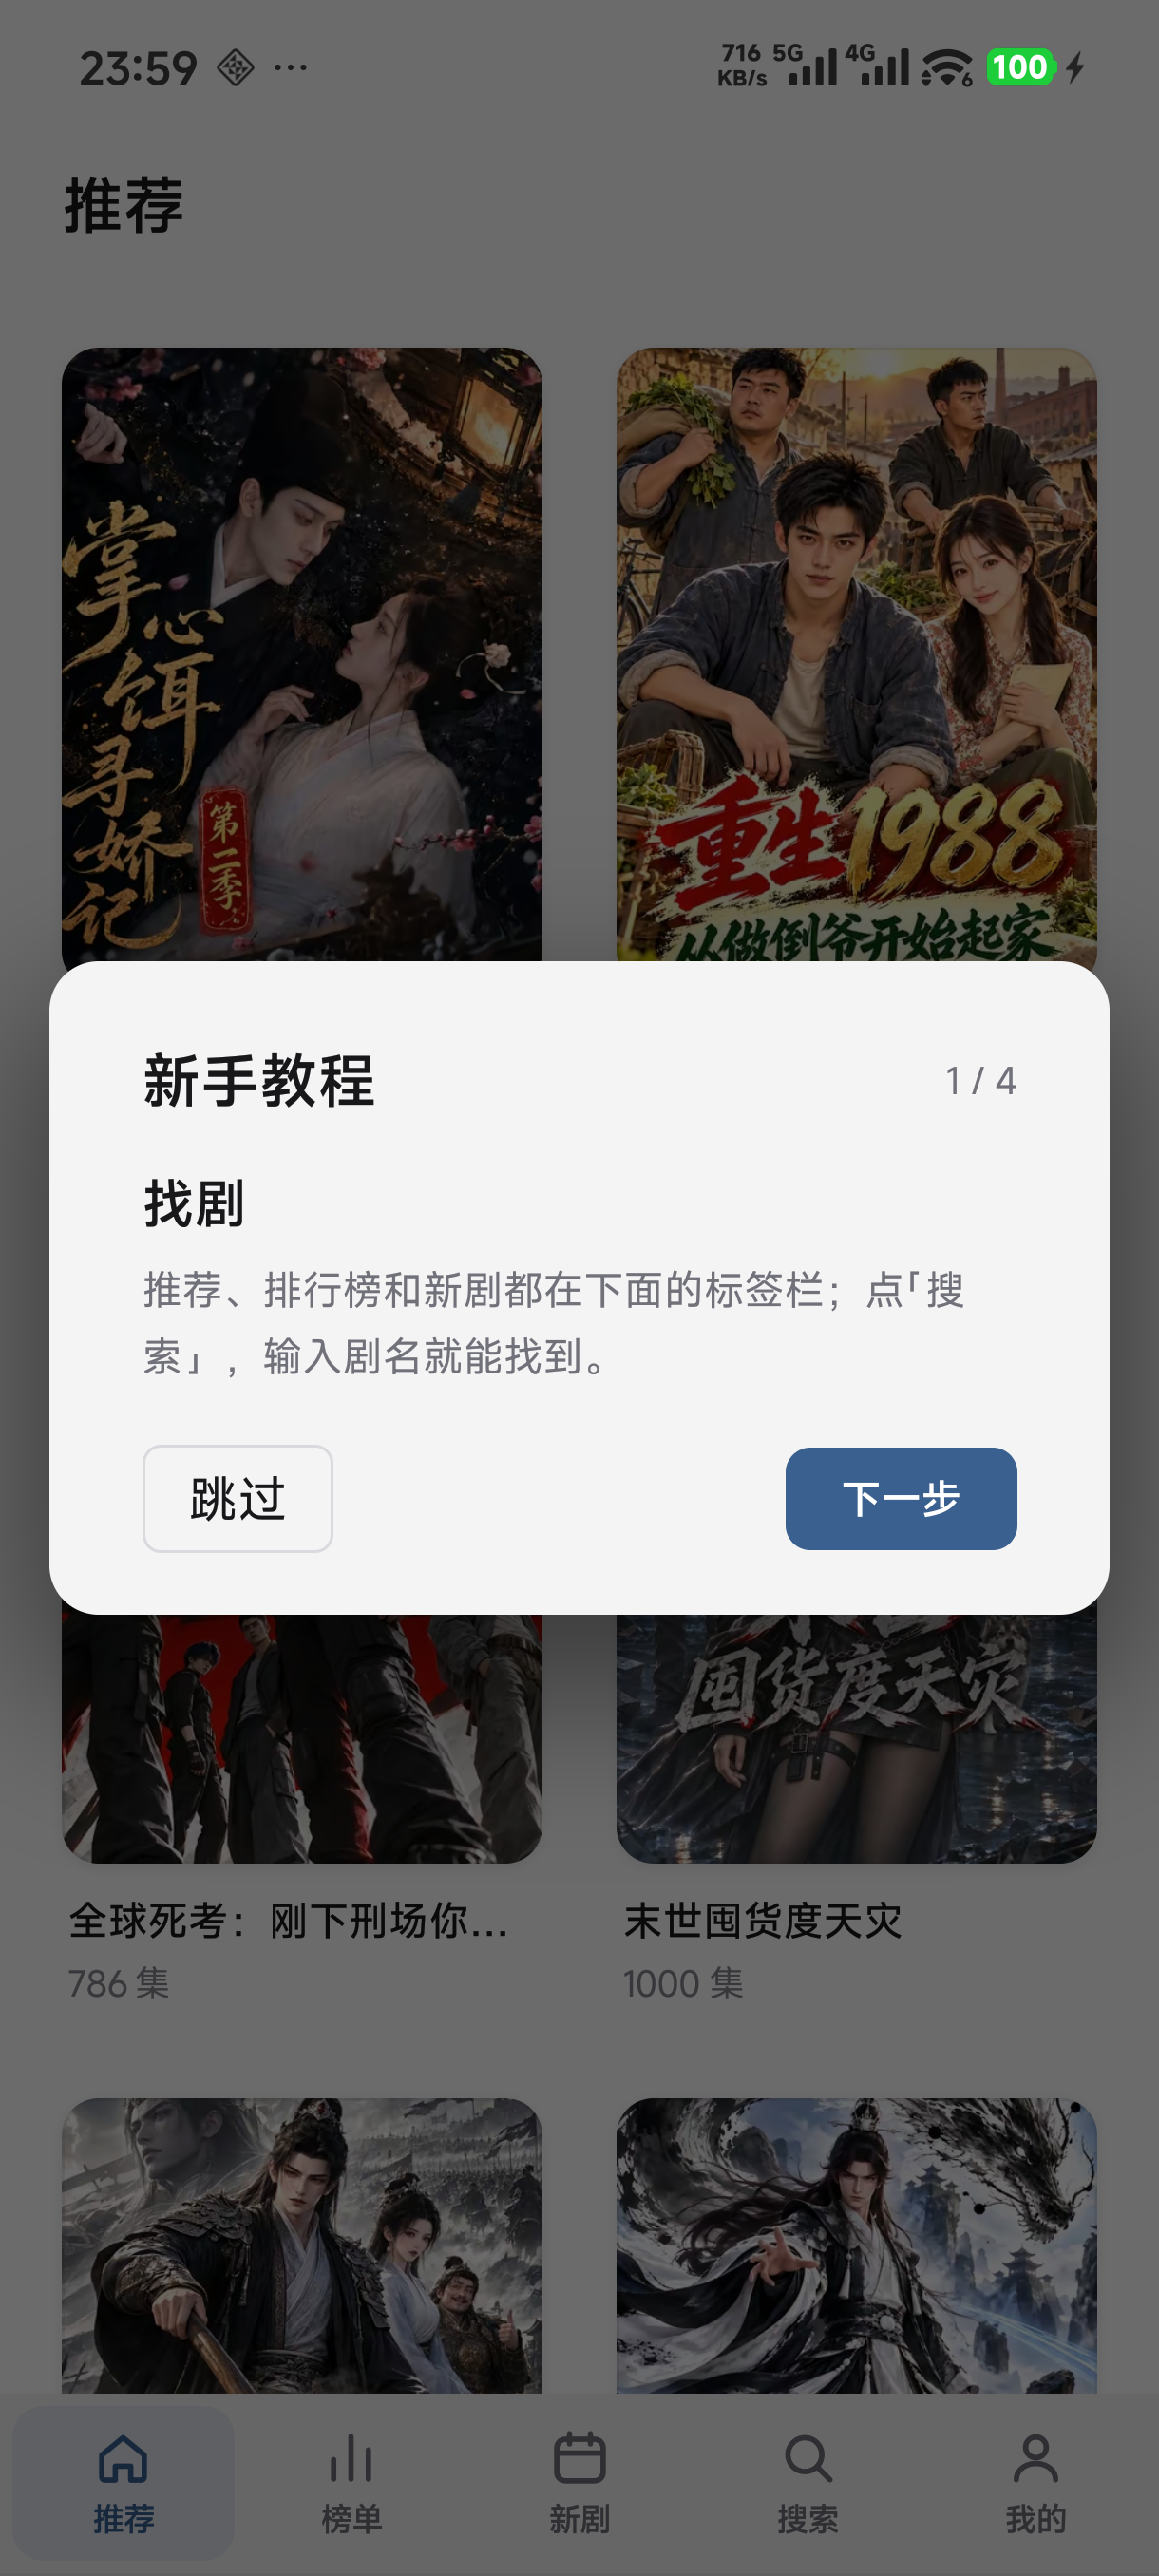 23:59 ...
716 KB/s 5G 4G 6 100
推荐
掌心饵寻娇记
第二季
重生1988
从做倒爷开始起家
新手教程
1 / 4
找剧
推荐、排行榜和新剧都在下面的标签栏；点「搜
索」，输入剧名就能找到。
跳过
下一步
囤货度天灾
全球死考：刚下刑场你...
末世囤货度天灾
786 集
1000 集
推荐
榜单
新剧
搜索
我的